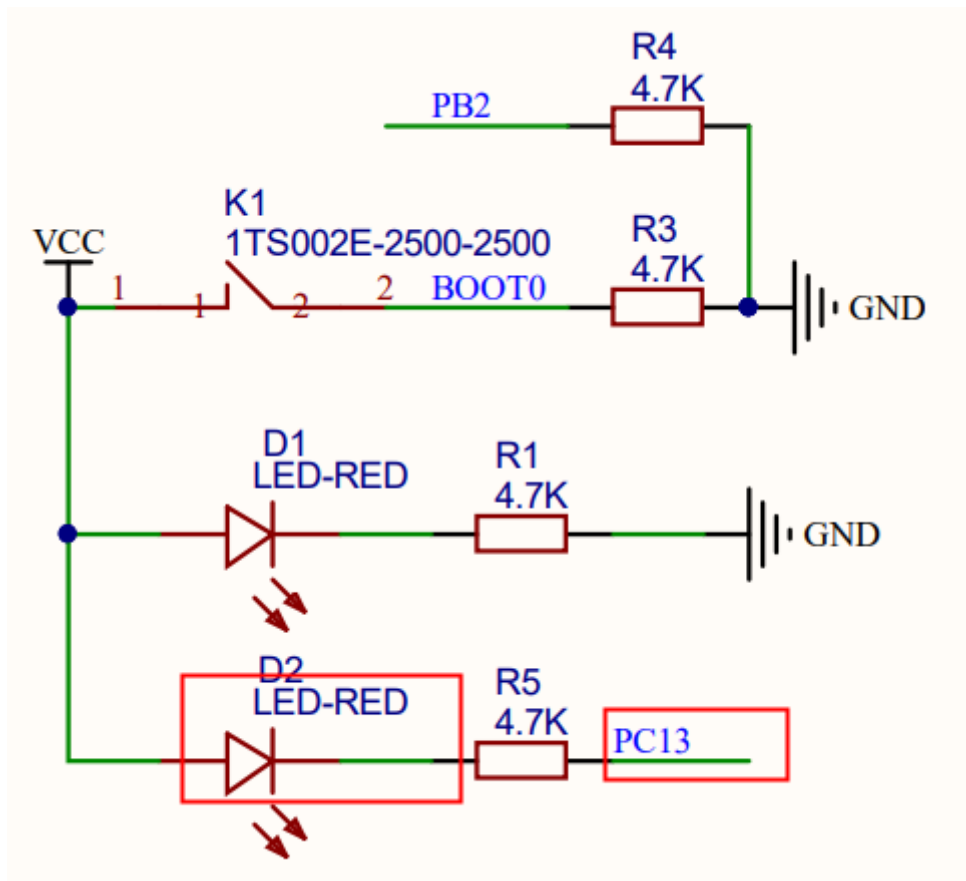 R4
4.7K
PB2
K1
1TS002E-2500-2500
R3
4.7K
VCC
1
1
2
2
BOOT0
GND
D1
LED-RED
R1
4.7K
GND
D2
LED-RED
R5
4.7K
PC13